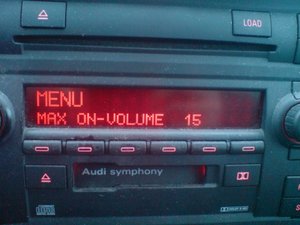 LOAD
MENU
MAX ON-VOLUME 15
Audi symphony